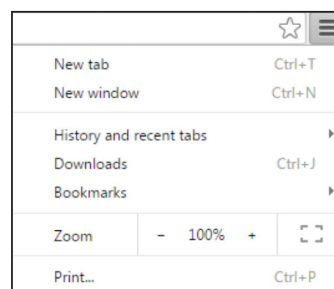 New tab Ctrl+T
New window Ctrl+N
History and recent tabs
Downloads Ctrl+J
Bookmarks
Zoom - 100% +
Print... Ctrl+P